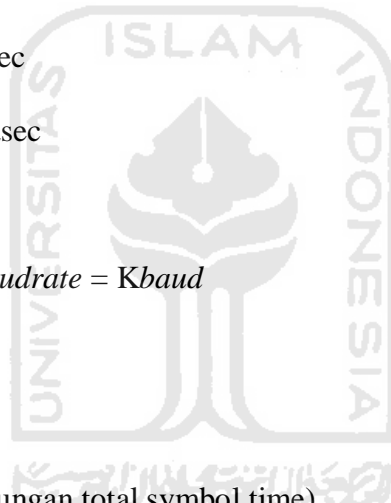 ec
sec
udrate = Kbaud
ungan total symbol time)
UNIVERSITAS
ISLAM
INDONESIA